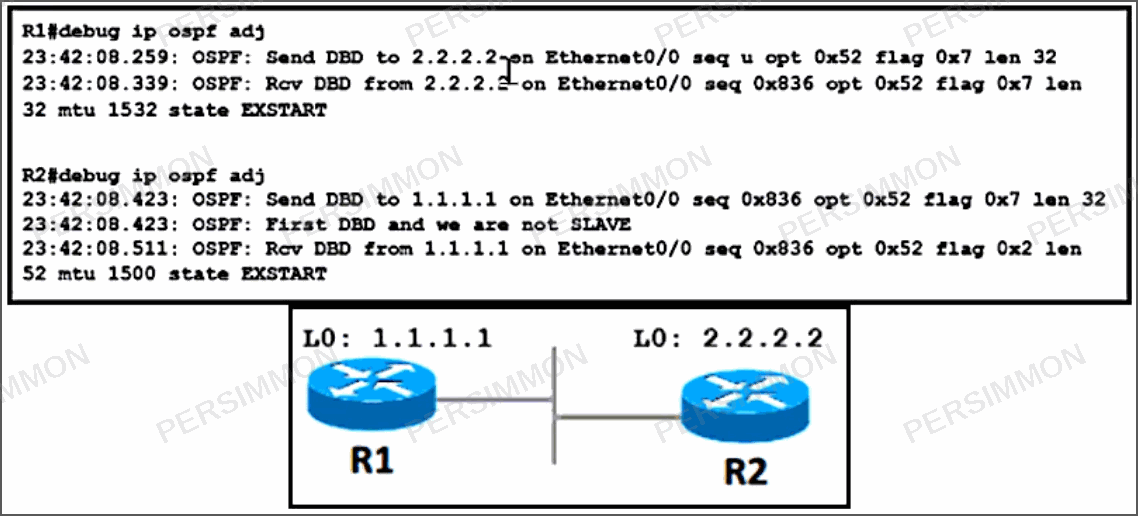 R1#debug ip ospf adj
23:42:08.259: OSPF: Send DBD to 2.2.2.2 on Ethernet0/0 seq u opt 0x52 flag 0x7 len 32
23:42:08.339: OSPF: Rcv DBD from 2.2.2.2 on Ethernet0/0 seq 0x836 opt 0x52 flag 0x7 len
32 mtu 1532 state EXSTART
R2#debug ip ospf adj
23:42:08.423: OSPF: Send DBD to 1.1.1.1 on Ethernet0/0 seq 0x836 opt 0x52 flag 0x7 len 32
23:42:08.423: OSPF: First DBD and we are not SLAVE
23:42:08.511: OSPF: Rcv DBD from 1.1.1.1 on Ethernet0/0 seq 0x836 opt 0x52 flag 0x2 len
52 mtu 1500 state EXSTART
L0: 1.1.1.1 L0: 2.2.2.2
R1
R2
PERSIMMON